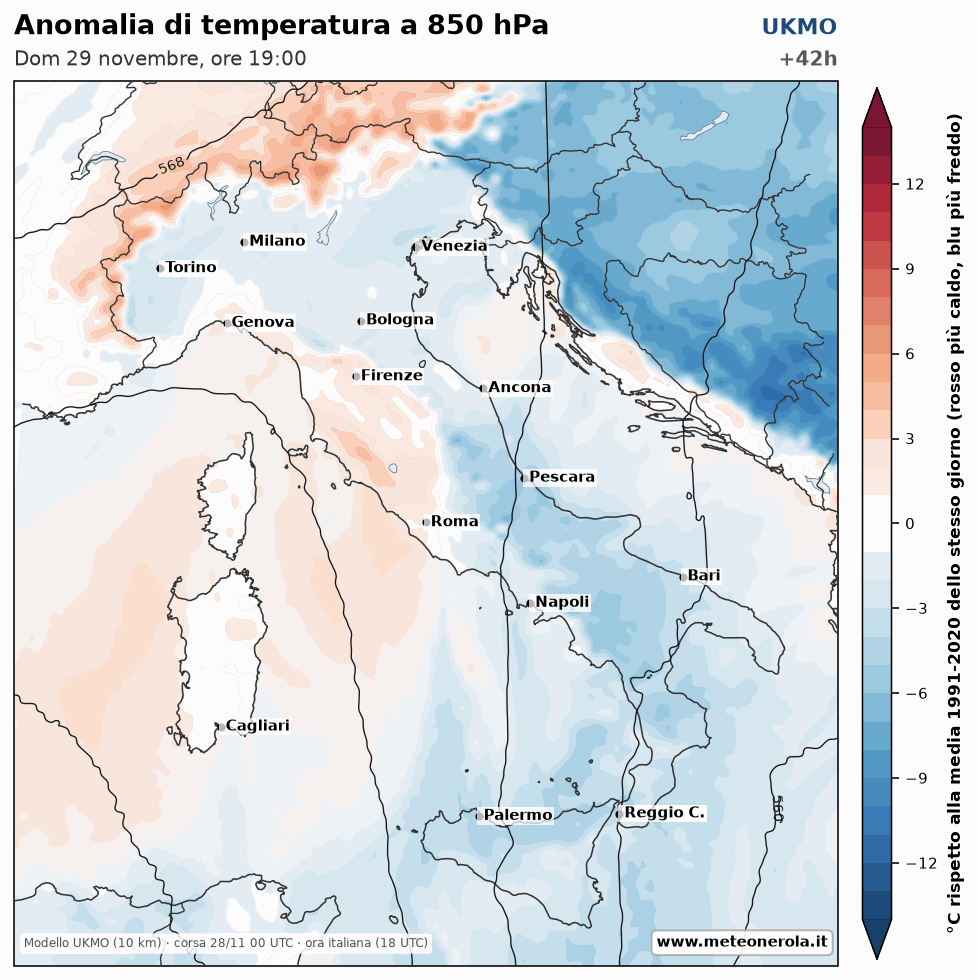 Anomalia di temperatura a 850 hPa
UKMO
Dom 29 novembre, ore 19:00
+42h
568
Milano
Venezia
Torino
Genova
Bologna
Firenze
Ancona
Pescara
Roma
Bari
Napoli
Cagliari
Palermo
Reggio C.
560
12
9
6
3
0
−3
−6
−9
−12
°C rispetto alla media 1991-2020 dello stesso giorno (rosso più caldo, blu più freddo)
Modello UKMO (10 km) · corsa 28/11 00 UTC · ora italiana (18 UTC)
www.meteonerola.it